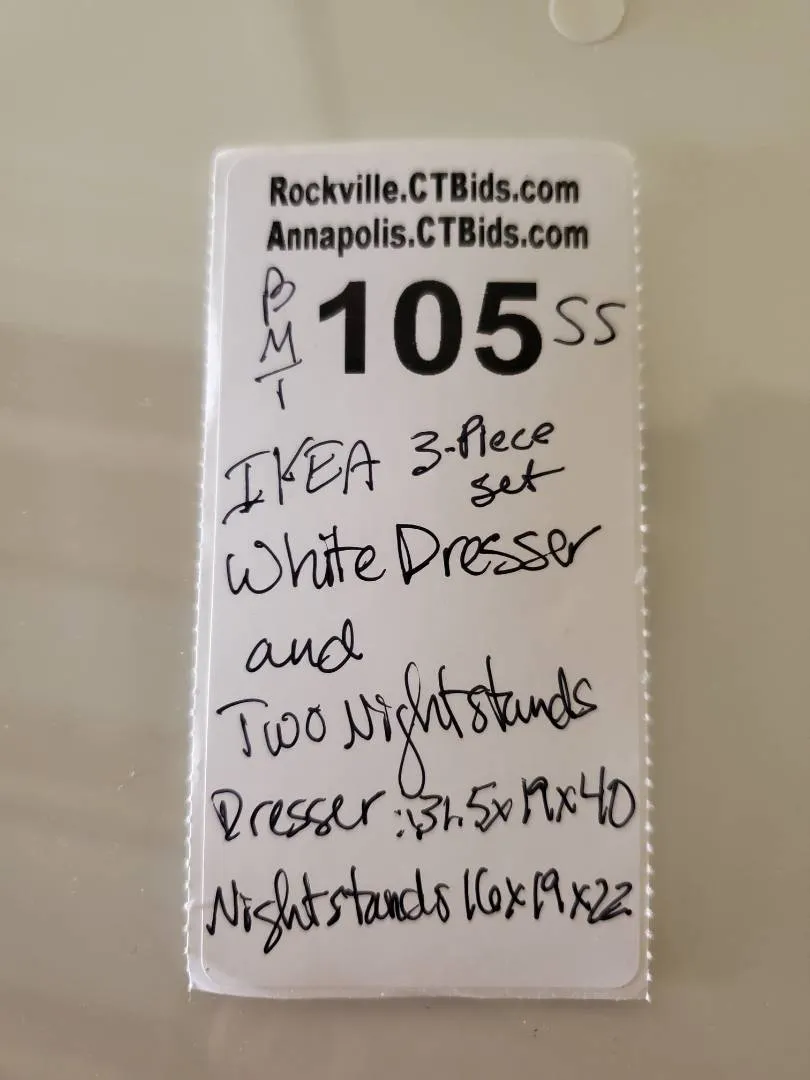 Rockville.CTBids.com
Annapolis.CTBids.com
BMT 105 SS
IKEA 3-Piece
set
White Dresser
and
Two Nightstands
Dresser: 31.5x19x40
Nightstands 16x19x22